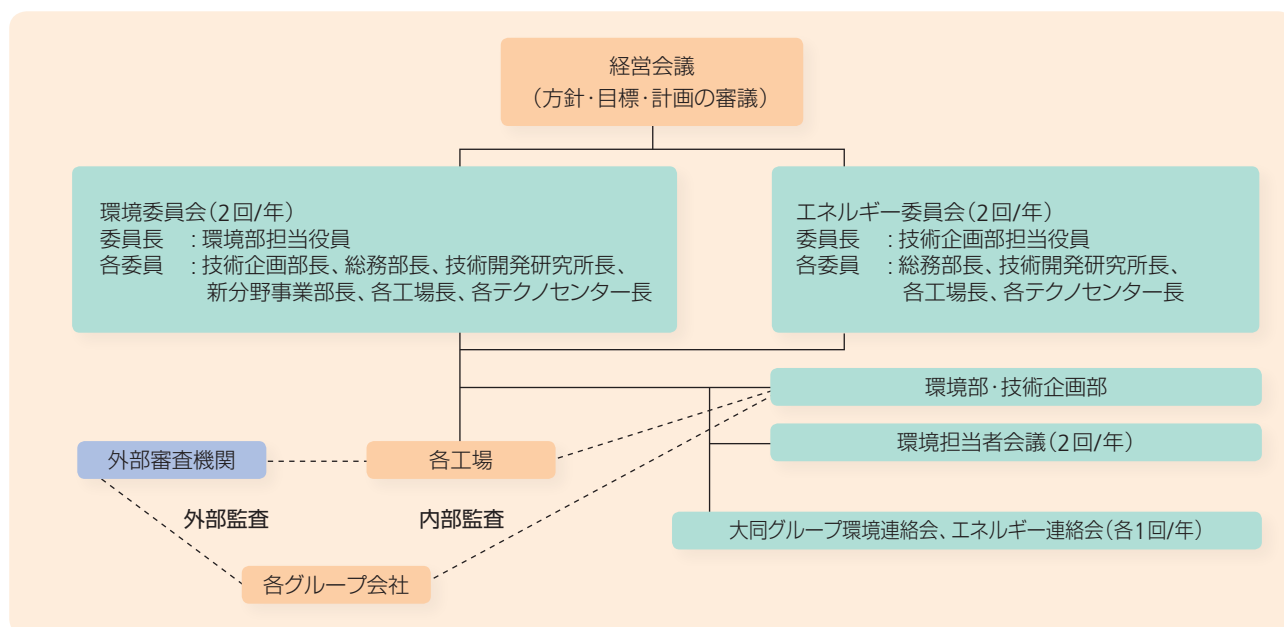 経営会議
（方針・目標・計画の審議）
環境委員会（2回/年）
委員長　：環境部担当役員
各委員　：技術企画部長、総務部長、技術開発研究所長、
新分野事業部長、各工場長、各テクノセンター長
エネルギー委員会（2回/年）
委員長　：技術企画部担当役員
各委員　：総務部長、技術開発研究所長、
各工場長、各テクノセンター長
環境部・技術企画部
環境担当者会議（2回/年）
外部審査機関
各工場
外部監査
内部監査
大同グループ環境連絡会、エネルギー連絡会（各1回/年）
各グループ会社